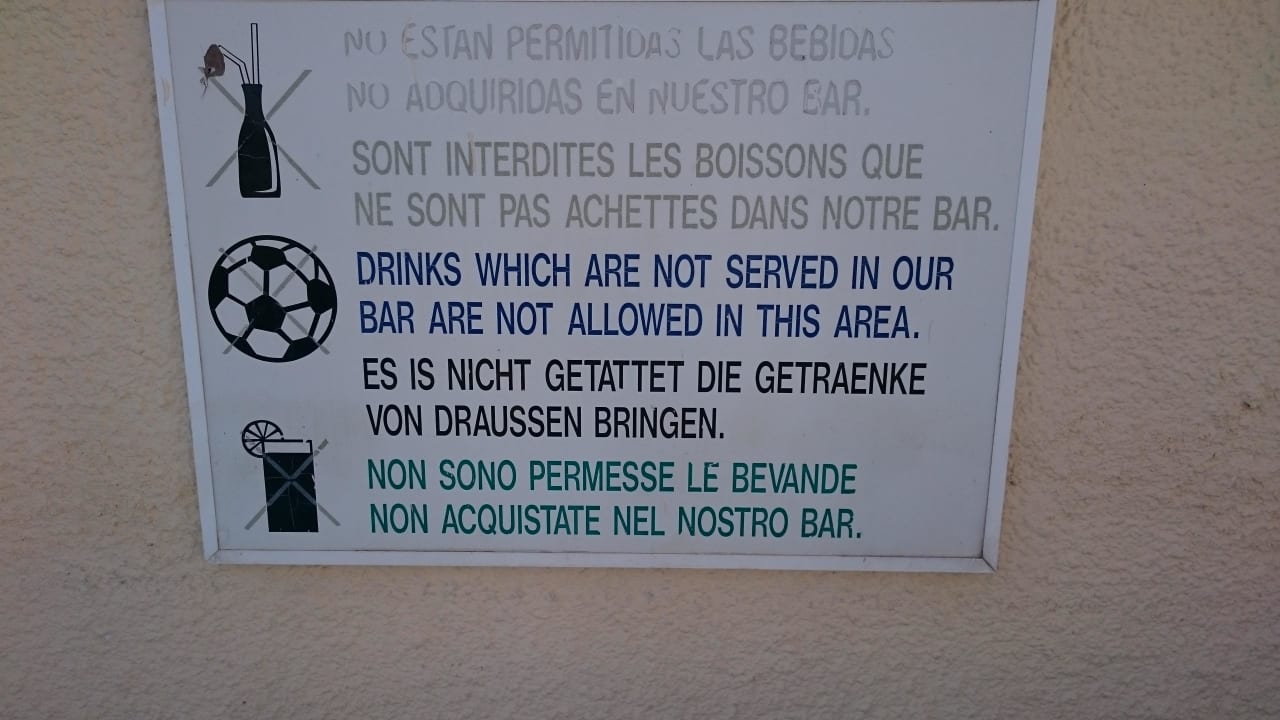 NO ESTAN PERMITIDAS LAS BEBIDAS
NO ADQUIRIDAS EN NUESTRO BAR.
SONT INTERDITES LES BOISSONS QUE
NE SONT PAS ACHETTES DANS NOTRE BAR.
DRINKS WHICH ARE NOT SERVED IN OUR
BAR ARE NOT ALLOWED IN THIS AREA.
ES IS NICHT GETATTET DIE GETRAENKE
VON DRAUSSEN BRINGEN.
NON SONO PERMESSE LE BEVANDE
NON ACQUISTATE NEL NOSTRO BAR.